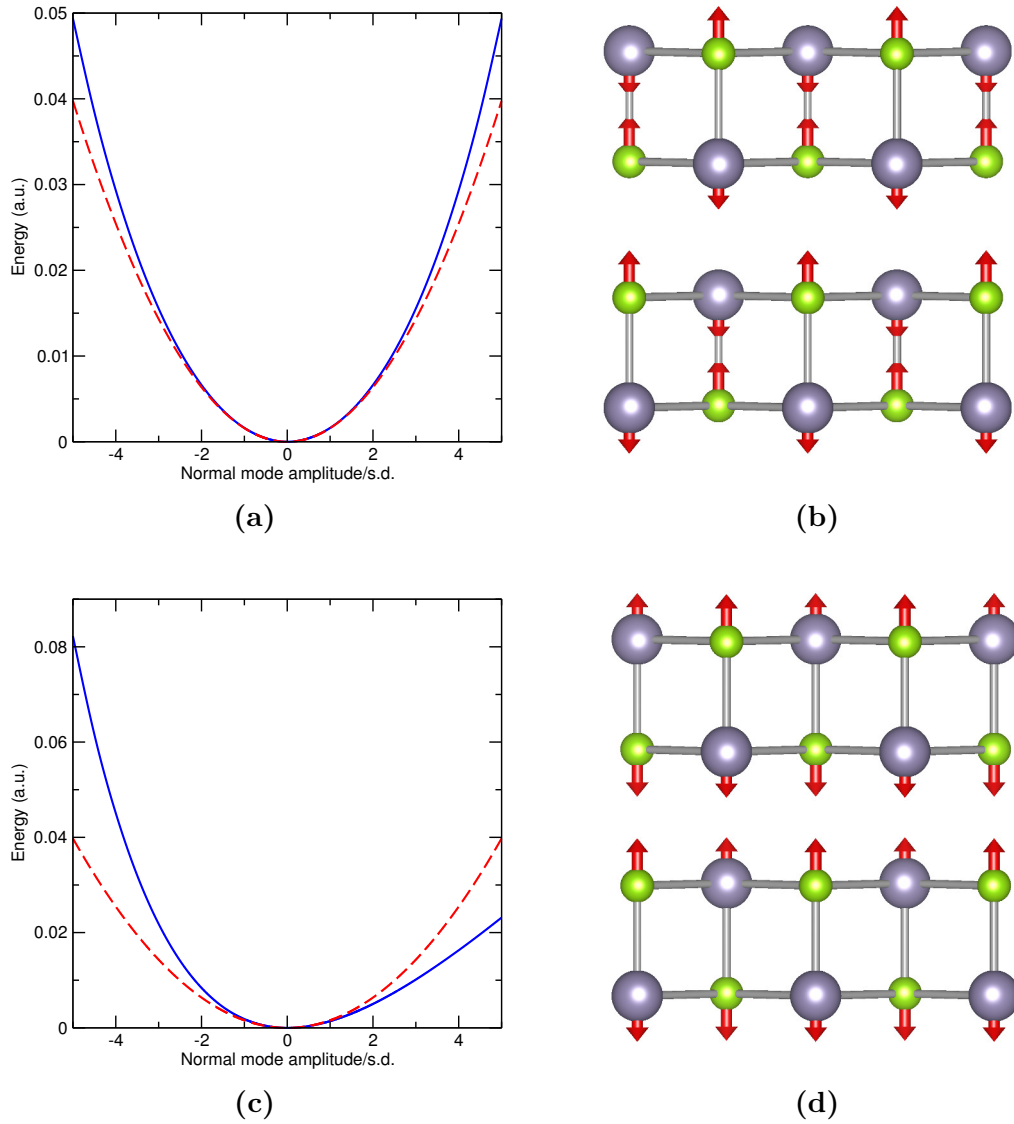 0.05
0.04
0.03
0.02
0.01
0
Energy (a.u.)
-4 -2 0 2 4
Normal mode amplitude/s.d.
(a)
(b)
0.08
0.06
0.04
0.02
0
Energy (a.u.)
-4 -2 0 2 4
Normal mode amplitude/s.d.
(c)
(d)